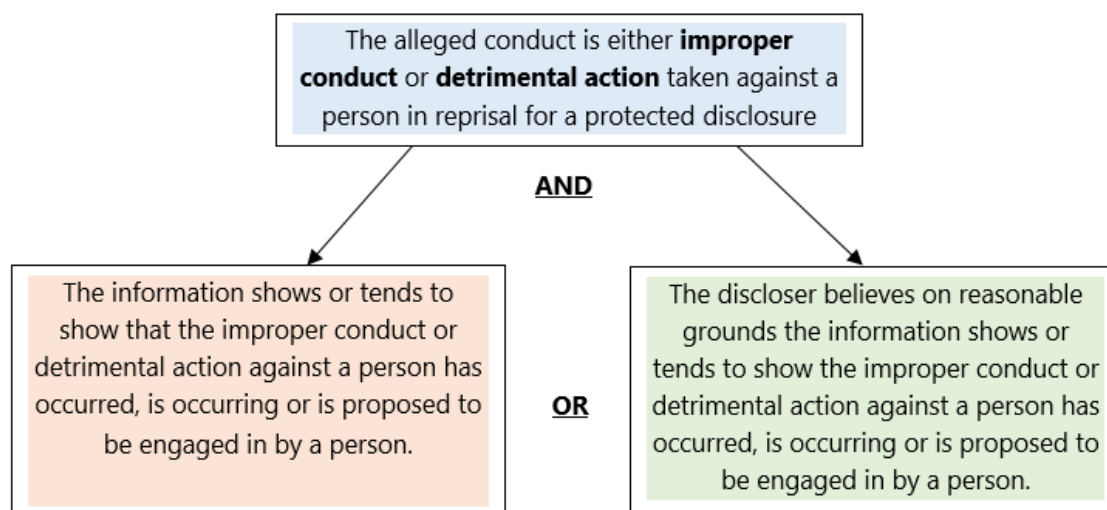 The alleged conduct is either improper
conduct or detrimental action taken against a
person in reprisal for a protected disclosure
AND
The information shows or tends to
show that the improper conduct or
detrimental action against a person has
occurred, is occurring or is proposed to
be engaged in by a person.
OR
The discloser believes on reasonable
grounds the information shows or
tends to show the improper conduct or
detrimental action against a person has
occurred, is occurring or is proposed to
be engaged in by a person.